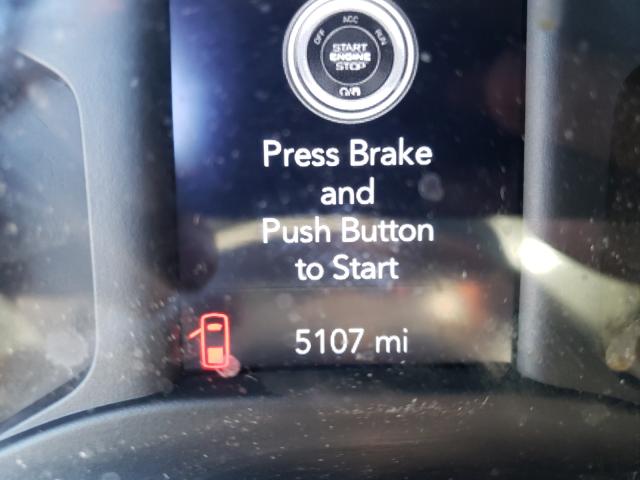 OFF ACC RUN
START
ENGINE
STOP
Press Brake
and
Push Button
to Start
5107 mi